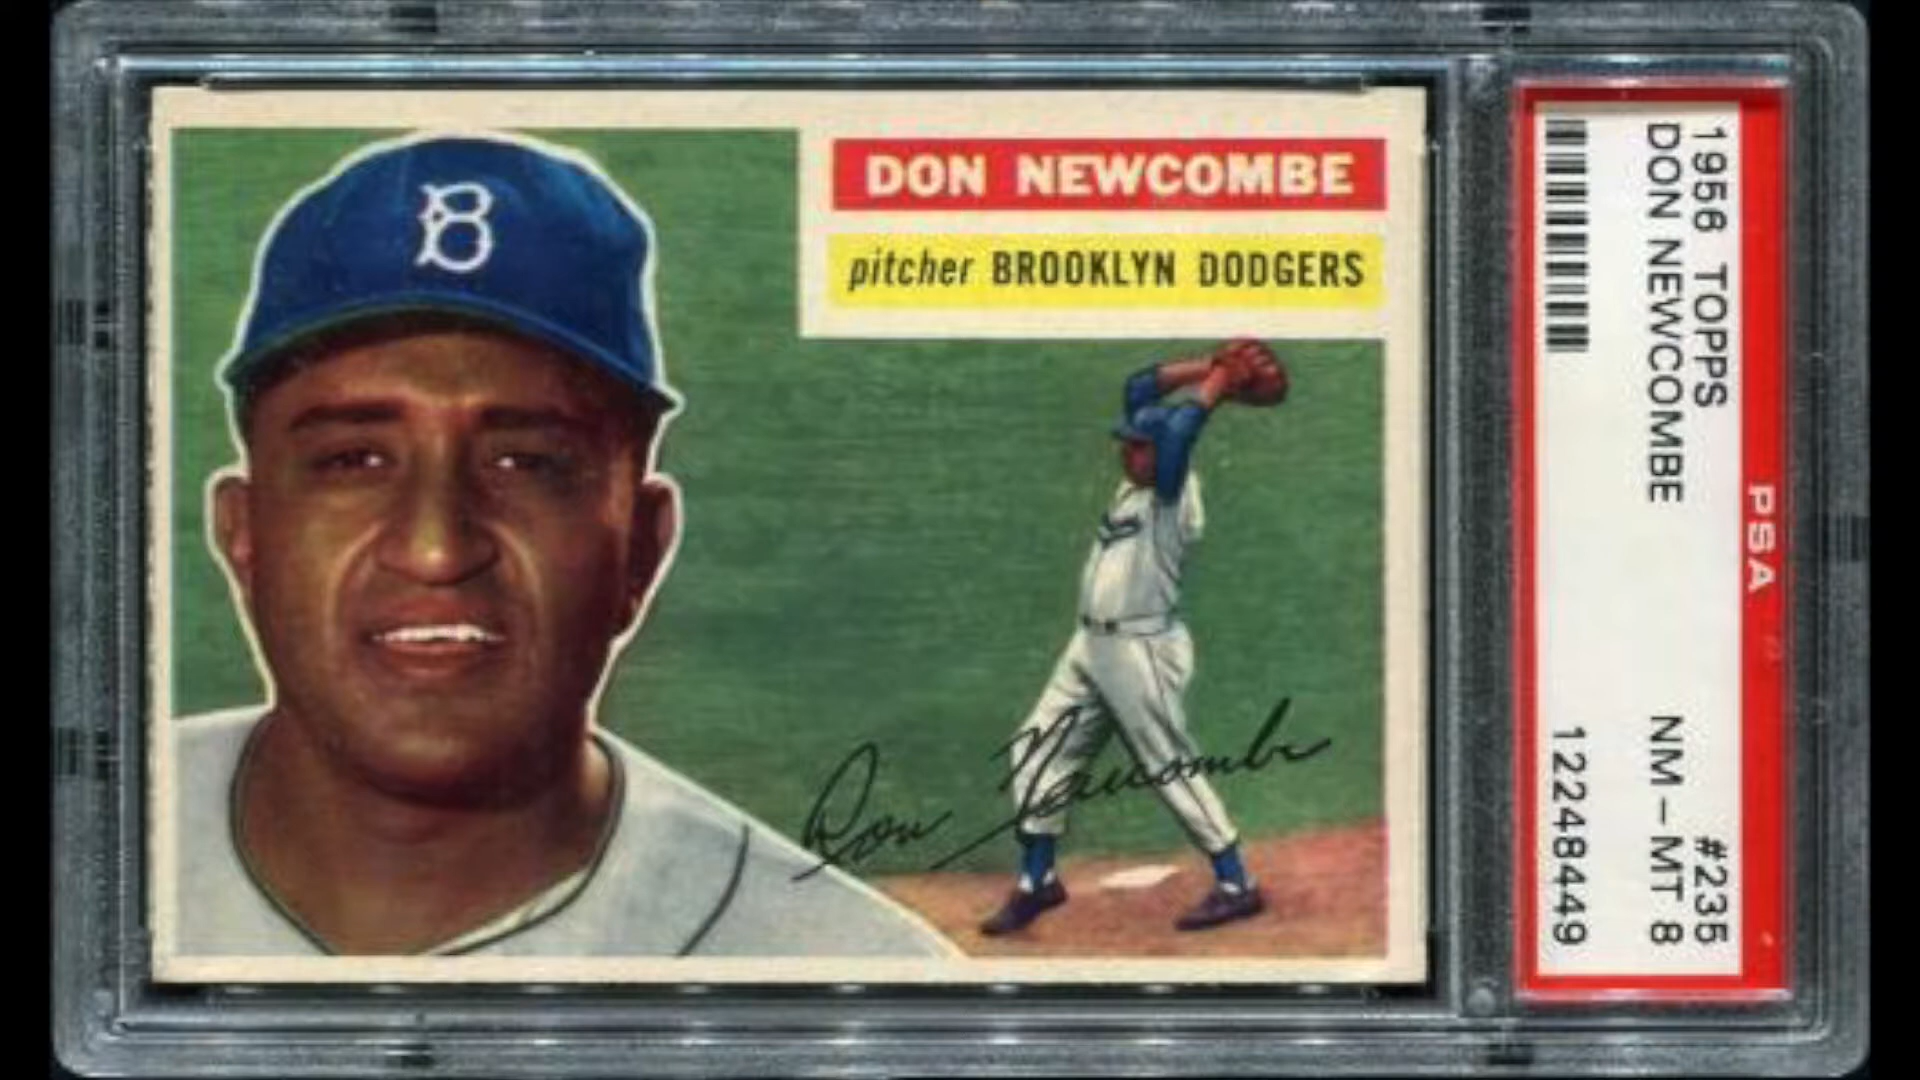 DON NEWCOMBE
pitcher BROOKLYN DODGERS
B
Don Newcombe
PSA
1956 TOPPS #235
DON NEWCOMBE NM-MT 8
12248449